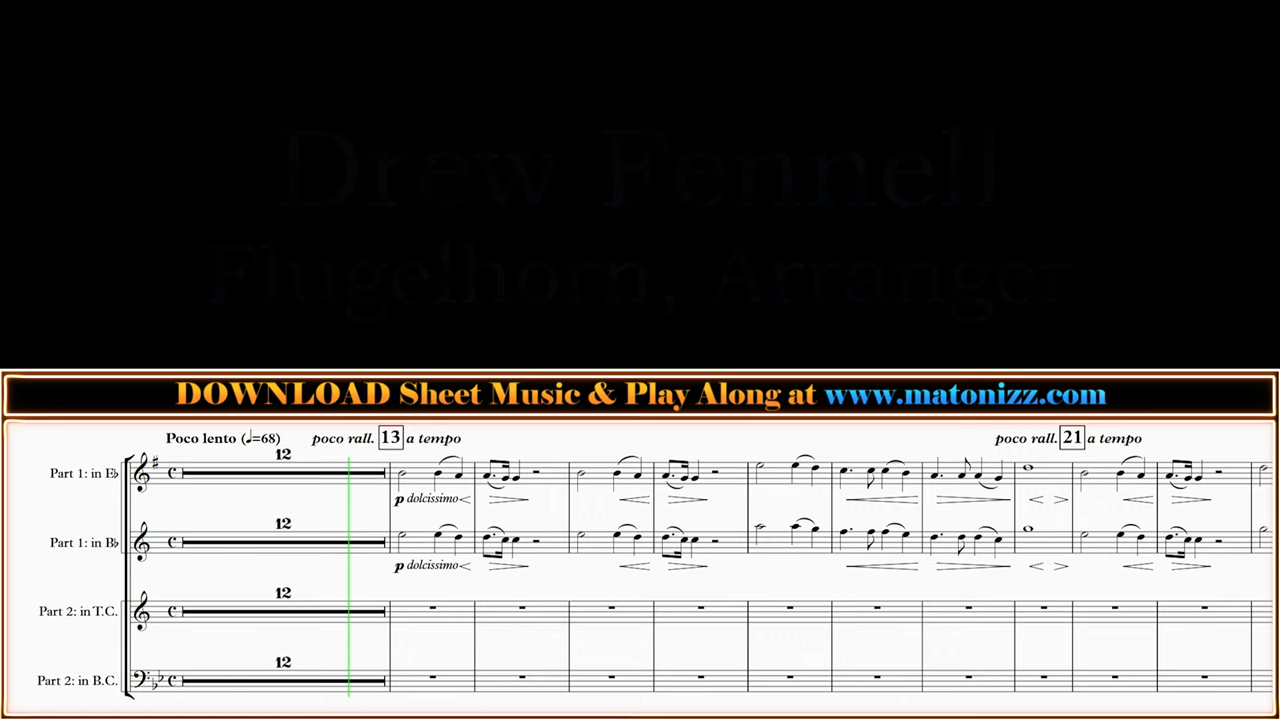 Drew Fennell
Flugelhorn, Arranger
DOWNLOAD Sheet Music & Play Along at www.matonizz.com
Poco lento (♩=68) poco rall. 13 a tempo poco rall. 21 a tempo
12
Part 1: in E♭
p dolcissimo
12
Part 1: in B♭
p dolcissimo
12
Part 2: in T.C.
12
Part 2: in B.C.